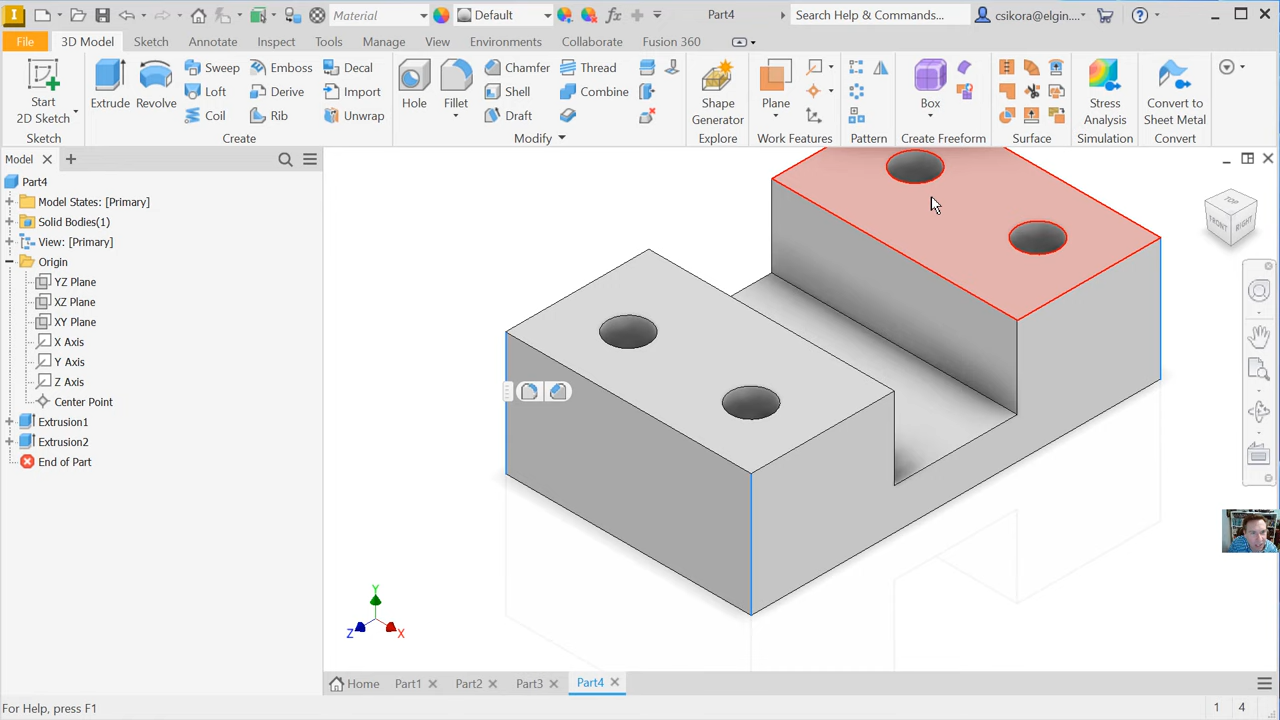 Material
Default
Part4
Search Help & Commands...
csikora@elgin....
File
3D Model
Sketch
Annotate
Inspect
Tools
Manage
View
Environments
Collaborate
Fusion 360
Start
2D Sketch
Extrude
Revolve
Sweep
Emboss
Decal
Loft
Derive
Import
Coil
Rib
Unwrap
Hole
Fillet
Chamfer
Thread
Shell
Combine
Draft
Shape
Generator
Plane
Box
Stress
Analysis
Convert to
Sheet Metal
Sketch
Create
Modify
Explore
Work Features
Pattern
Create Freeform
Surface
Simulation
Convert
Model
Part4
Model States: [Primary]
Solid Bodies(1)
View: [Primary]
Origin
YZ Plane
XZ Plane
XY Plane
X Axis
Y Axis
Z Axis
Center Point
Extrusion1
Extrusion2
End of Part
TOP
FRONT
RIGHT
Y
Z
X
Home
Part1
Part2
Part3
Part4
For Help, press F1
1
4